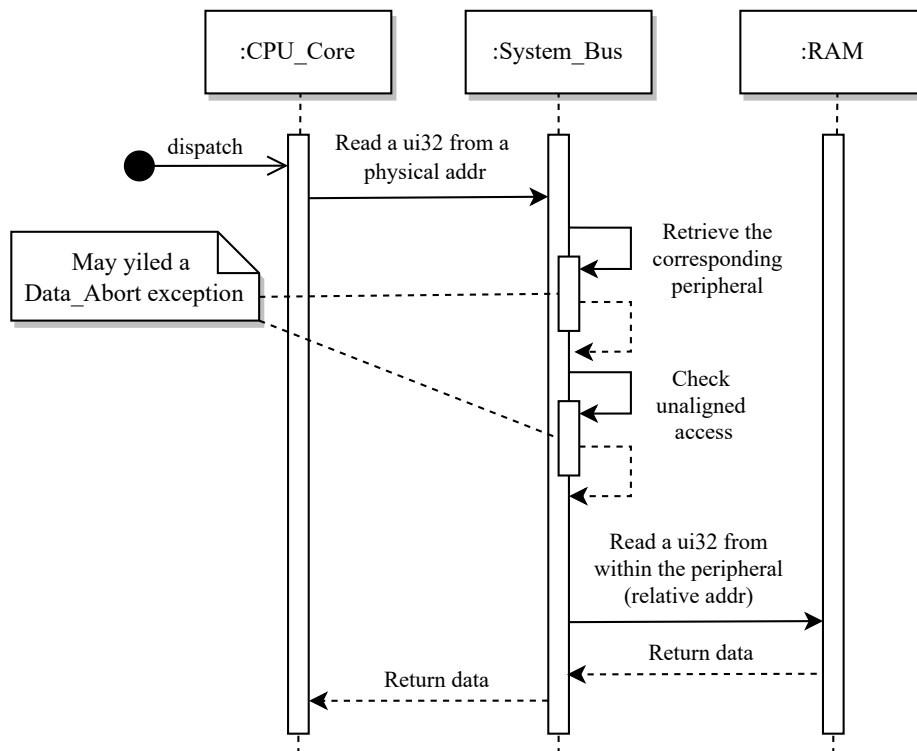 :CPU_Core
:System_Bus
:RAM
dispatch
Read a ui32 from a
physical addr
May yiled a
Data_Abort exception
Retrieve the
corresponding
peripheral
Check
unaligned
access
Read a ui32 from
within the peripheral
(relative addr)
Return data
Return data